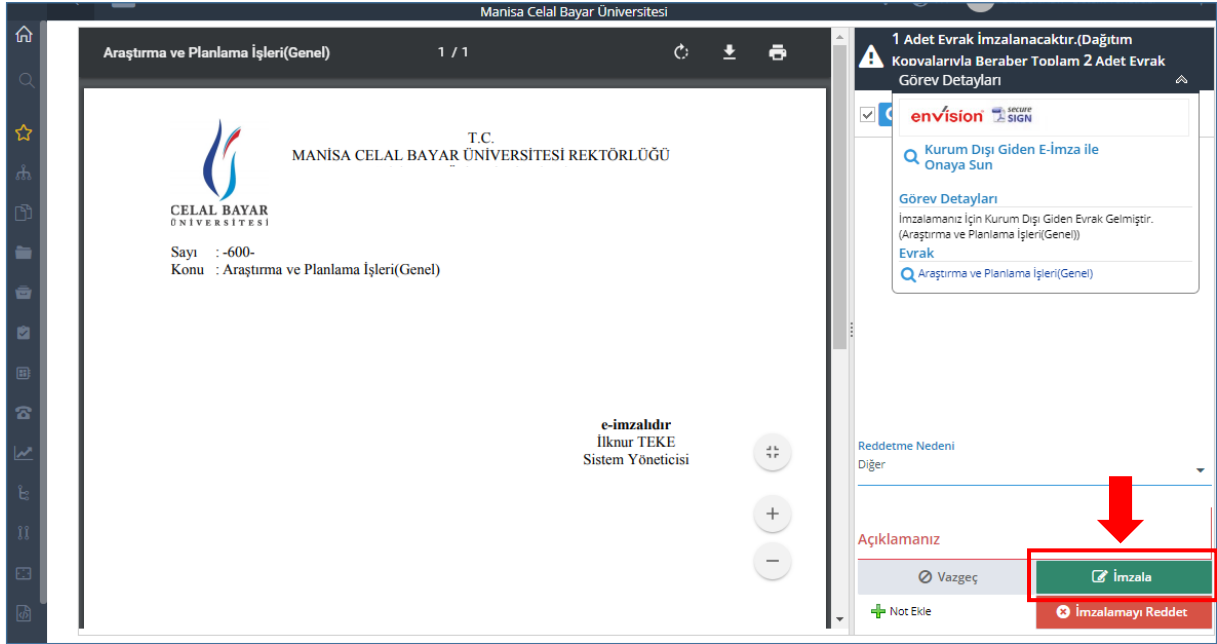 Manisa Celal Bayar Üniversitesi
Araştırma ve Planlama İşleri(Genel)
1 / 1
T.C.
MANİSA CELAL BAYAR ÜNİVERSİTESİ REKTÖRLÜĞÜ
CELAL BAYAR
ÜNİVERSİTESİ
Sayı : -600-
Konu : Araştırma ve Planlama İşleri(Genel)
e-imzalıdır
İlknur TEKE
Sistem Yöneticisi
1 Adet Evrak İmzalanacaktır.(Dağıtım
Kopyalarıyla Beraber Toplam 2 Adet Evrak
Görev Detayları
envision secure SIGN
Kurum Dışı Giden E-İmza ile
Onaya Sun
Görev Detayları
İmzalamanız İçin Kurum Dışı Giden Evrak Gelmiştir.
(Araştırma ve Planlama İşleri(Genel))
Evrak
Araştırma ve Planlama İşleri(Genel)
Reddetme Nedeni
Diğer
Açıklamanız
Vazgeç
İmzala
Not Ekle
İmzalamayı Reddet